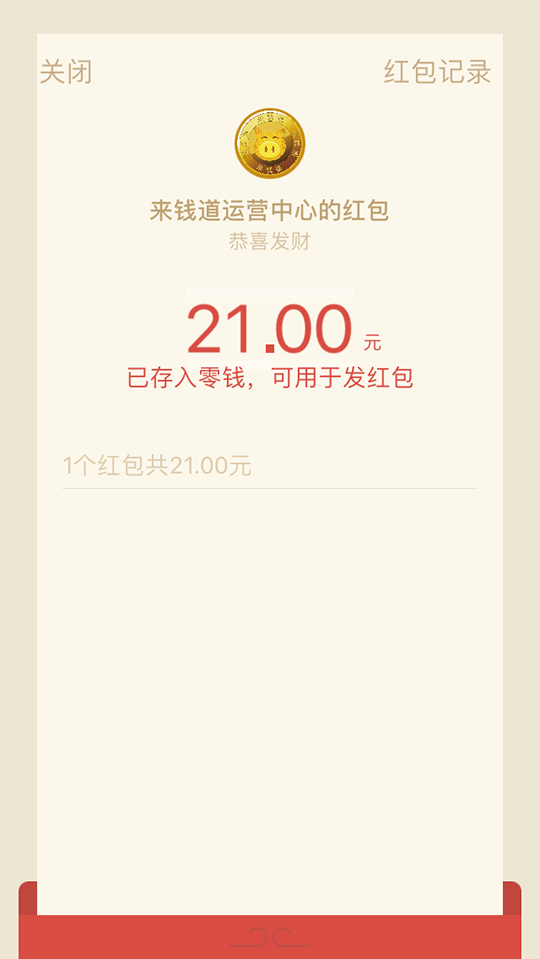 关闭
红包记录
来钱道运营中心的红包
恭喜发财
21.00 元
已存入零钱，可用于发红包
1个红包共21.00元